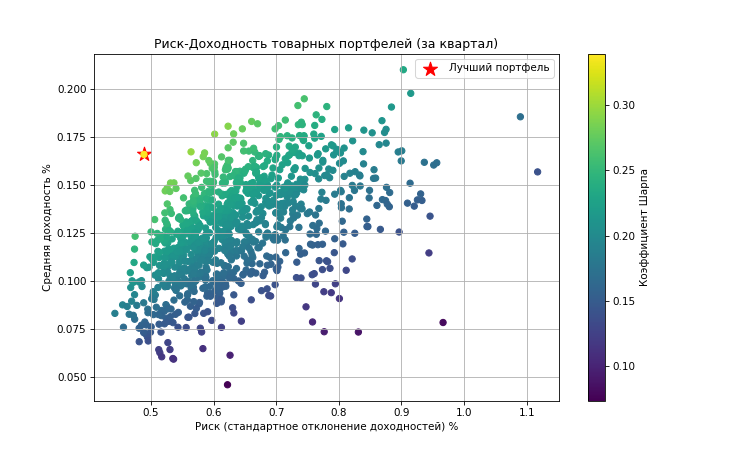 Риск-Доходность товарных портфелей (за квартал)
Лучший портфель
Средняя доходность %
0.200
0.175
0.150
0.125
0.100
0.075
0.050
0.5 0.6 0.7 0.8 0.9 1.0 1.1
Риск (стандартное отклонение доходностей) %
0.30
0.25
0.20
0.15
0.10
Коэффициент Шарпа